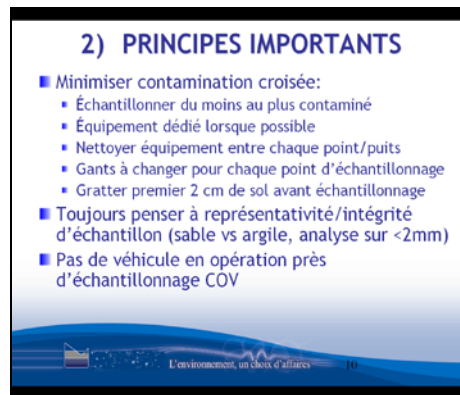 2) PRINCIPES IMPORTANTS
Minimiser contamination croisée:
Échantillonner du moins au plus contaminé
Équipement dédié lorsque possible
Nettoyer équipement entre chaque point/puits
Gants à changer pour chaque point d'échantillonnage
Gratter premier 2 cm de sol avant échantillonnage
Toujours penser à représentativité/intégrité
d'échantillon (sable vs argile, analyse sur <2mm)
Pas de véhicule en opération près
d'échantillonnage COV
L'environnement, un choix d'affaires
10